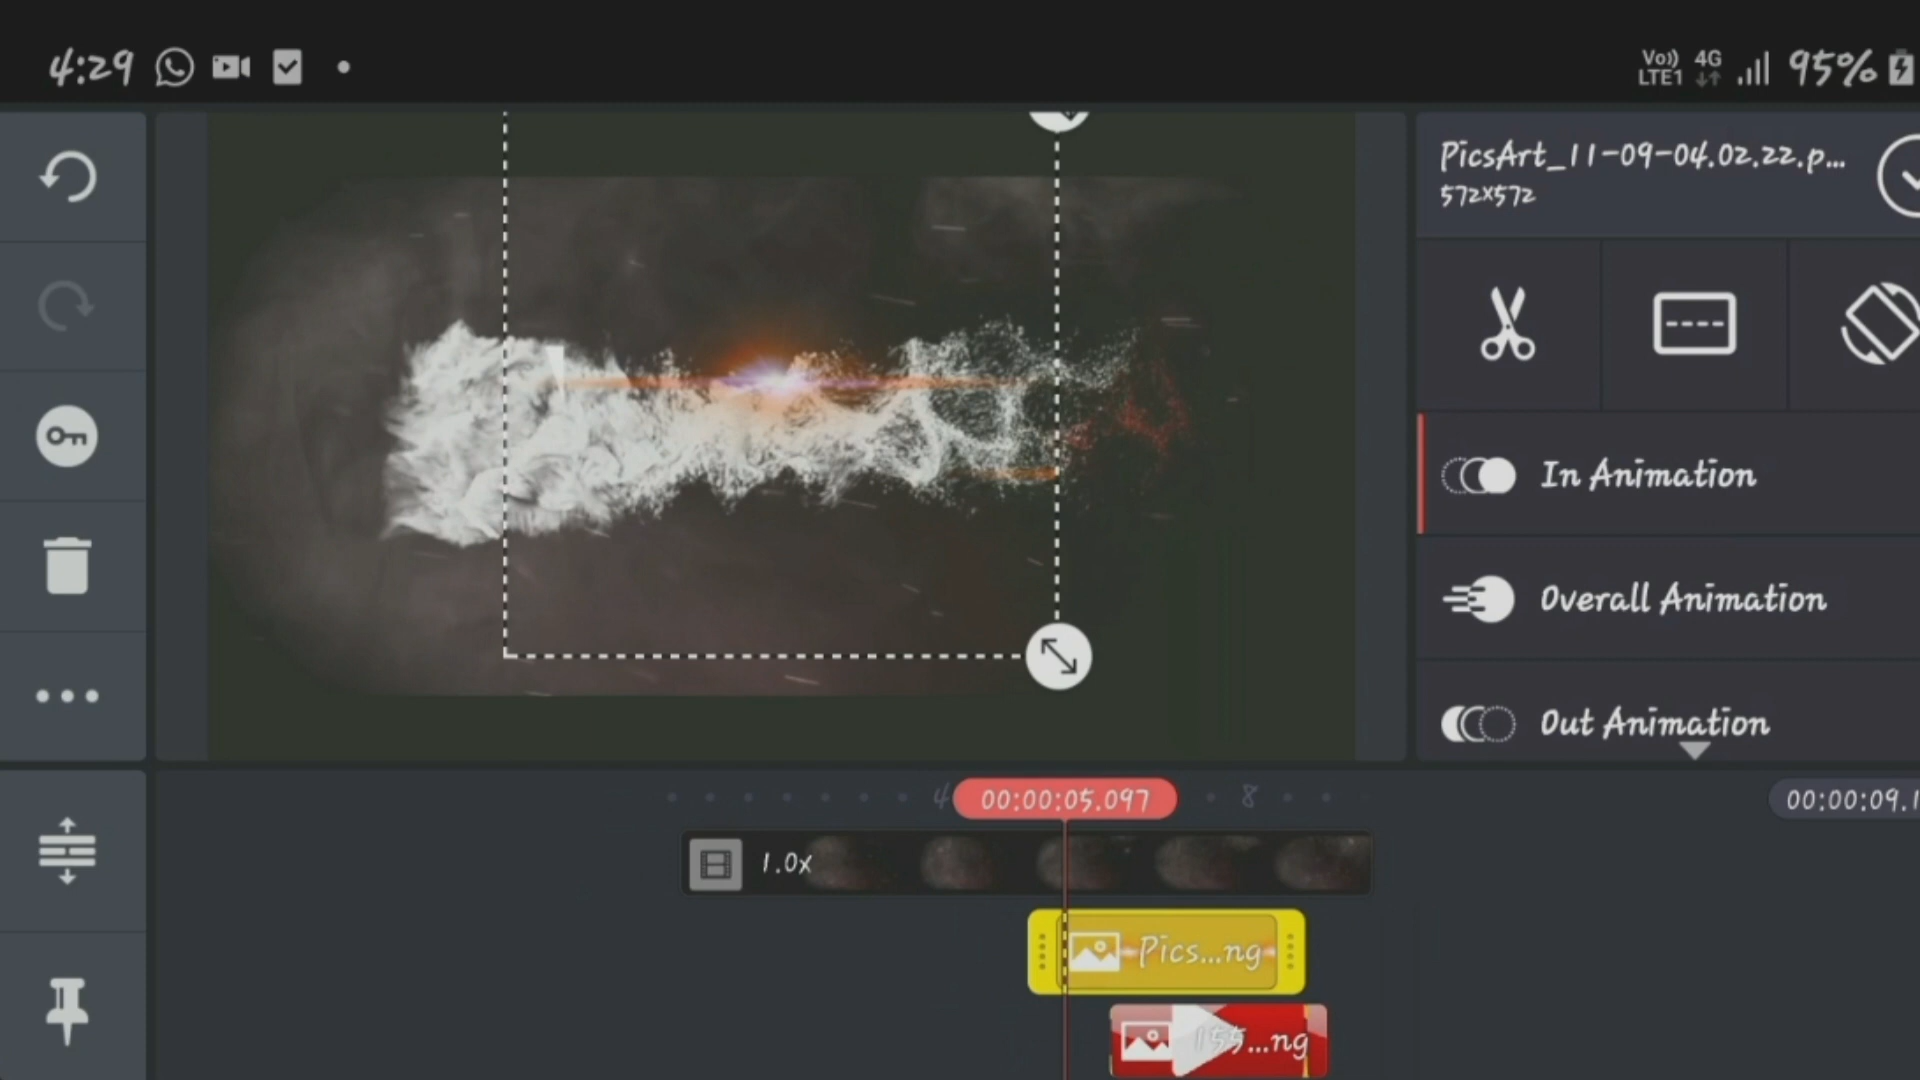 4:29
Vo)) 4G
LTE1
95%
PicsArt_11-09-04.02.22.p...
572x572
In Animation
Overall Animation
Out Animation
4
00:00:05.097
8
00:00:09.1
1.0x
Pics...ng
155...ng